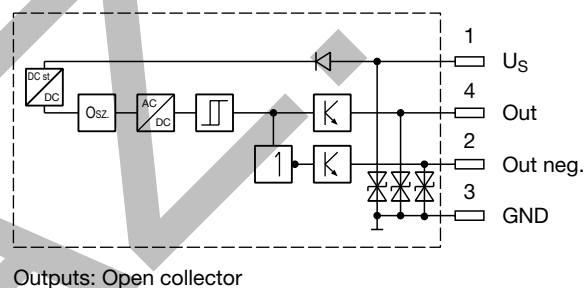 1
U_S
DC st.
DC
4
Osz.
AC
DC
Out
2
1
Out neg.
3
GND
Outputs: Open collector